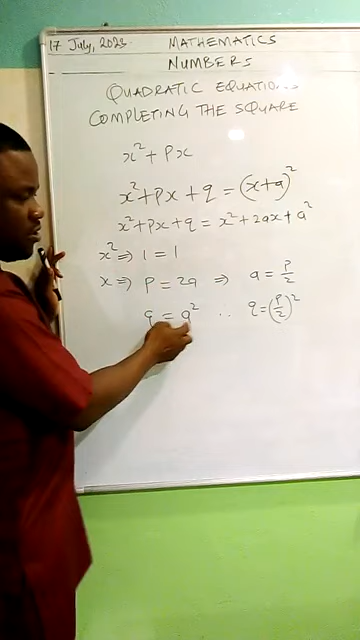 17 July, 2023 MATHEMATICS
NUMBERS
QUADRATIC EQUATIONS
COMPLETING THE SQUARE
x² + px
x² + px + q = (x+a)²
x² + px + q = x² + 2ax + a²
x² ⇒ 1 = 1
x ⇒ p = 2a ⇒ a = p/2
q = a² ∴ q = (p/2)²